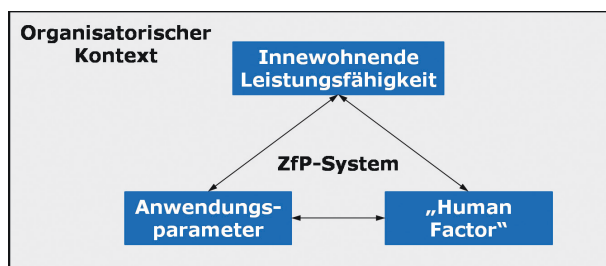 Organisatorischer
Kontext
Innewohnende
Leistungsfähigkeit
ZfP-System
Anwendungs-
parameter
„Human
Factor“